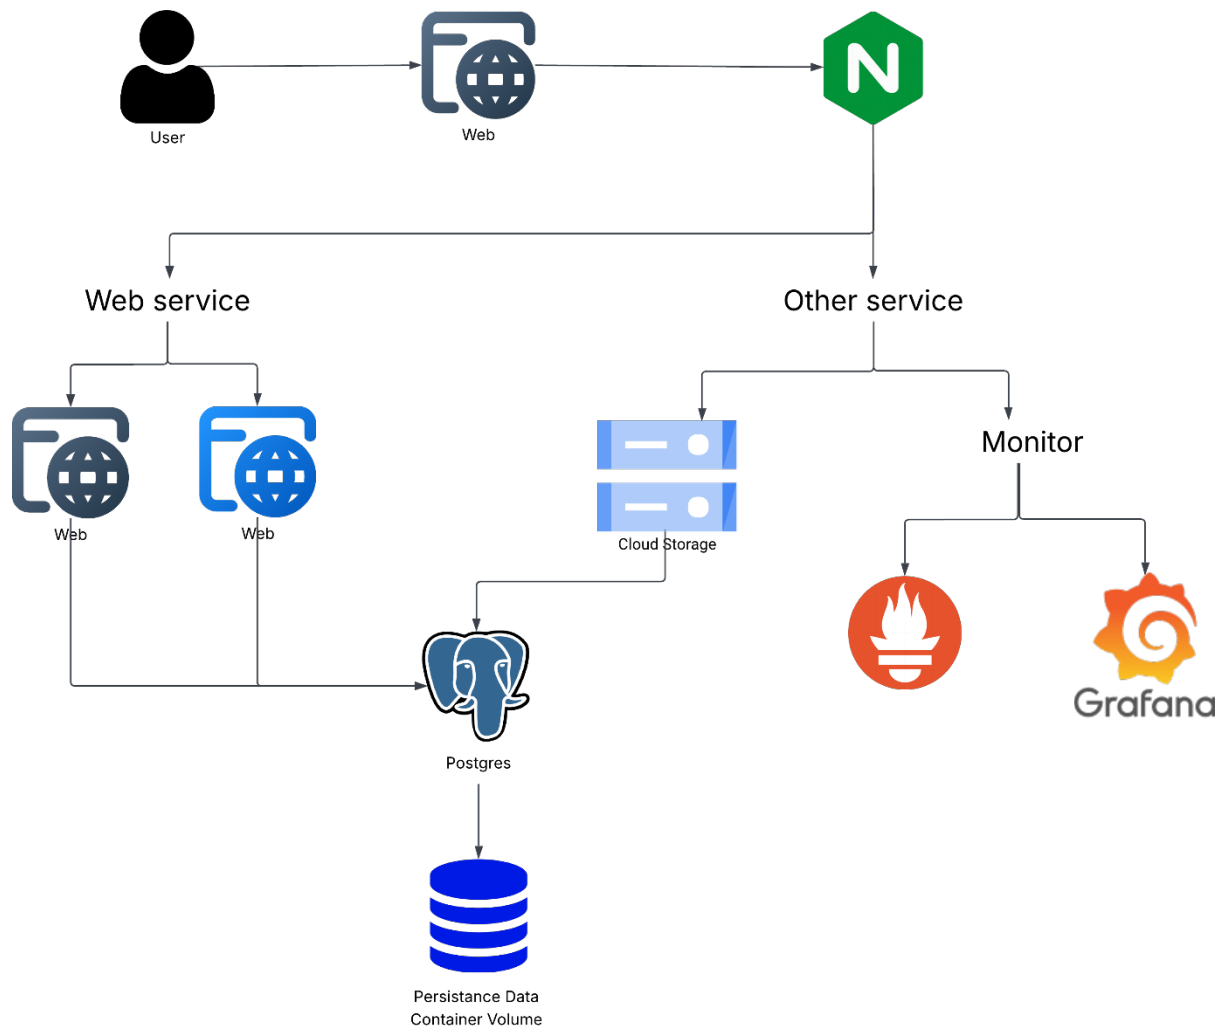 User
Web
N
Web service
Other service
Monitor
Web
Web
Cloud Storage
Grafana
Postgres
Persistance Data
Container Volume